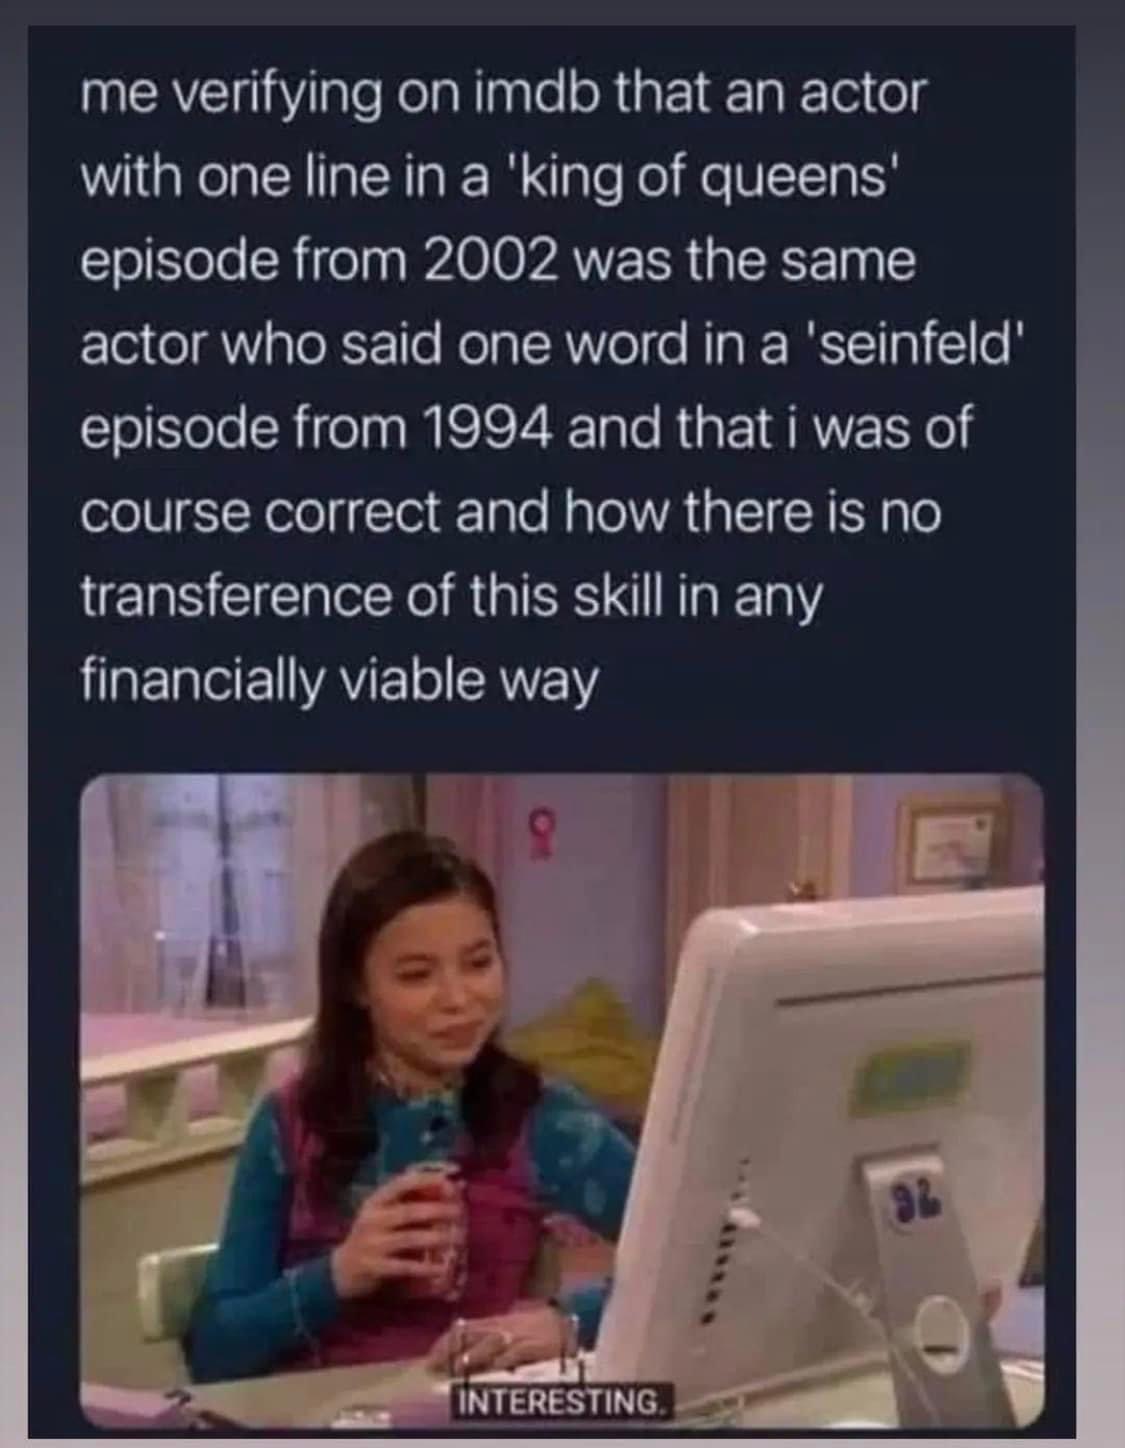 me verifying on imdb that an actor
with one line in a 'king of queens'
episode from 2002 was the same
actor who said one word in a 'seinfeld'
episode from 1994 and that i was of
course correct and how there is no
transference of this skill in any
financially viable way
92
INTERESTING.